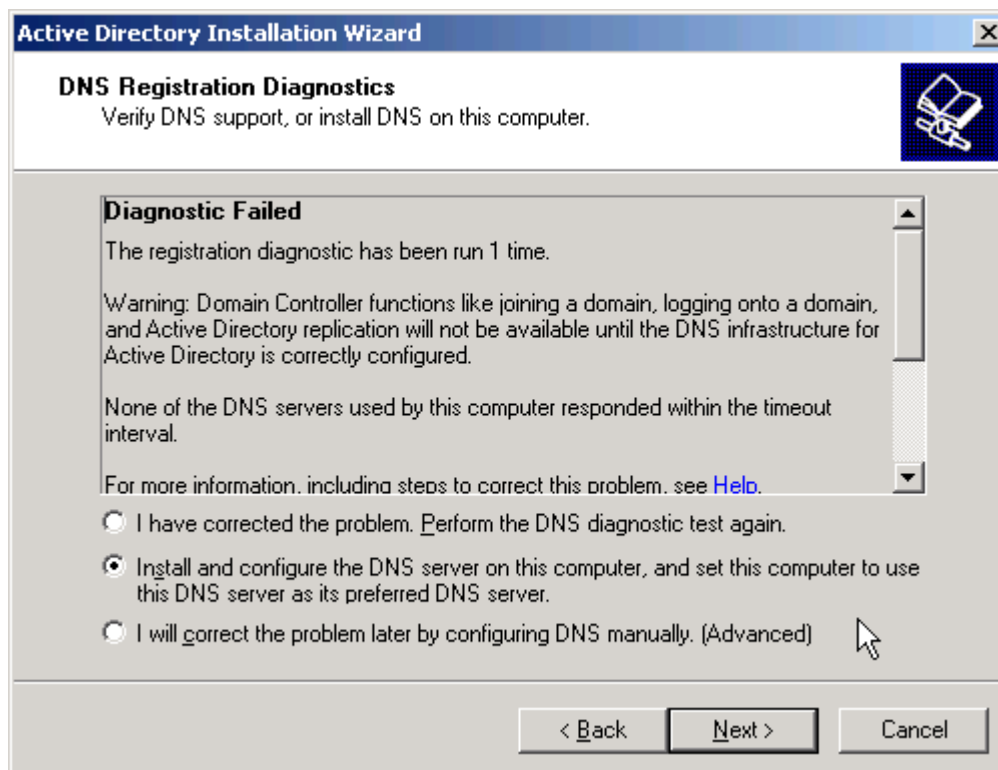 Active Directory Installation Wizard
DNS Registration Diagnostics
Verify DNS support, or install DNS on this computer.
Diagnostic Failed
The registration diagnostic has been run 1 time.
Warning: Domain Controller functions like joining a domain, logging onto a domain,
and Active Directory replication will not be available until the DNS infrastructure for
Active Directory is correctly configured.
None of the DNS servers used by this computer responded within the timeout
interval.
For more information, including steps to correct this problem, see Help.
I have corrected the problem. Perform the DNS diagnostic test again.
Install and configure the DNS server on this computer, and set this computer to use
this DNS server as its preferred DNS server.
I will correct the problem later by configuring DNS manually. (Advanced)
< Back
Next >
Cancel